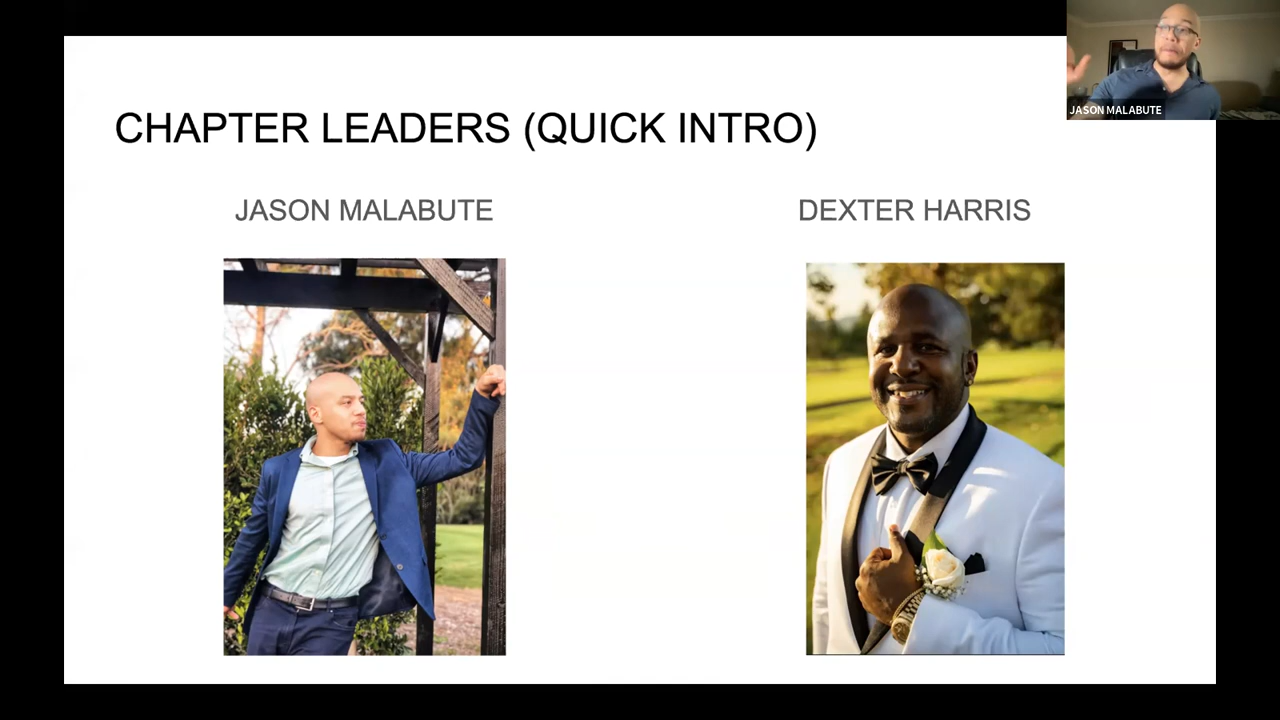 CHAPTER LEADERS (QUICK INTRO)
JASON MALABUTE
DEXTER HARRIS
JASON MALABUTE